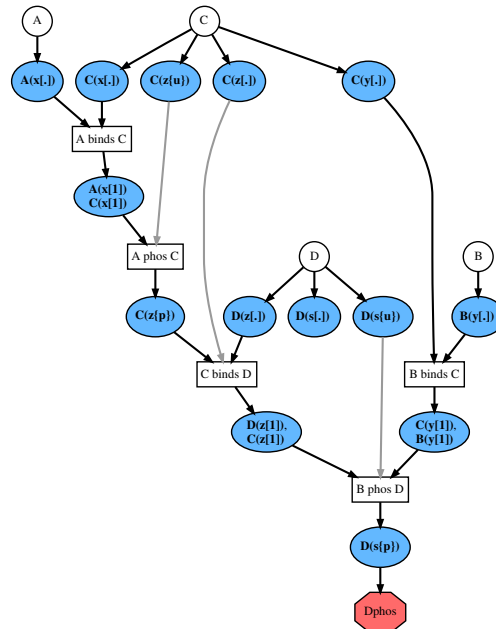 A
C
A(x[.])
C(x[.])
C(z{u})
C(z[.])
C(y[.])
A binds C
A(x[1])
C(x[1])
A phos C
D
B
C(z{p})
D(z[.])
D(s[.])
D(s{u})
B(y[.])
C binds D
B binds C
D(z[1]),
C(z[1])
C(y[1]),
B(y[1])
B phos D
D(s{p})
Dphos